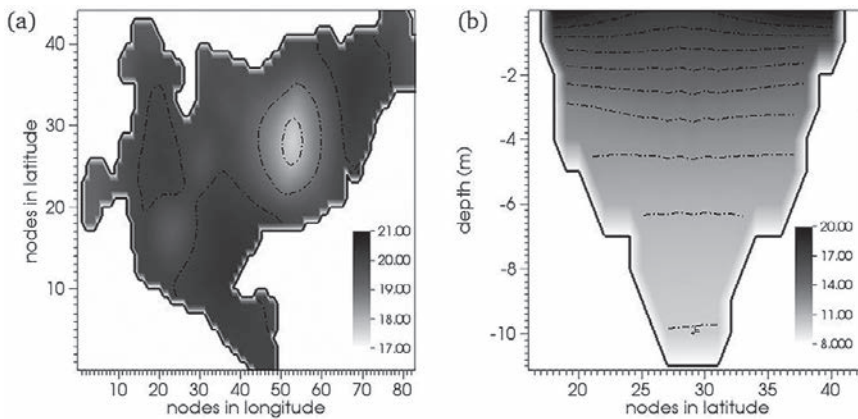 (a)
40
30
20
10
nodes in latitude
21.00
20.00
19.00
18.00
17.00
10 20 30 40 50 60 70 80
nodes in longitude
(b)
-2
-4
-6
-8
-10
depth (m)
20.00
17.00
14.00
11.00
8.000
20 25 30 35 40
nodes in latitude